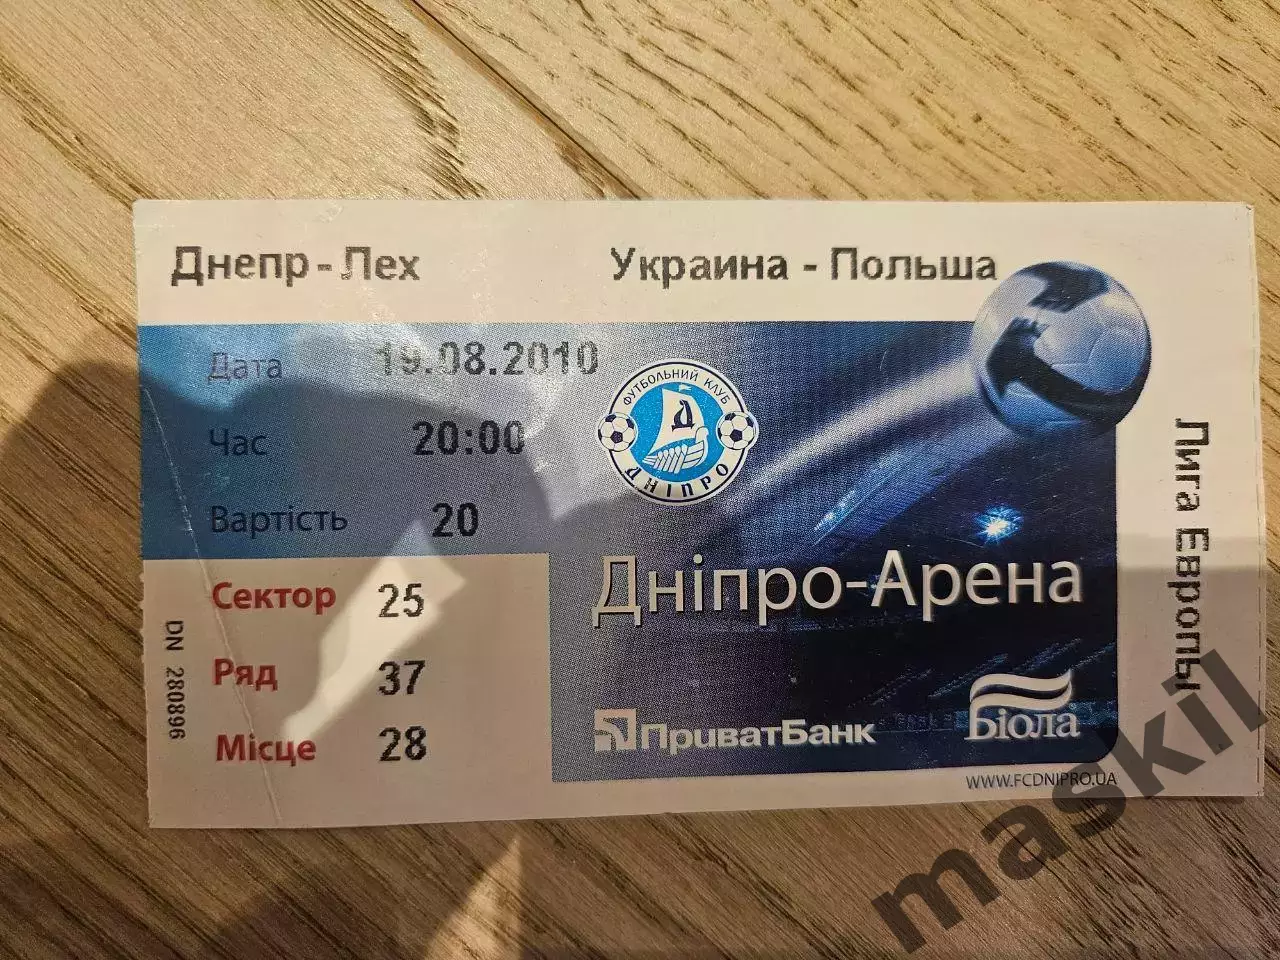 Днепр - Лех
Украина - Польша
Дата 19.08.2010
Час 20:00
Вартість 20
Сектор 25
Ряд 37
Місце 28
DN 280896
ФУТБОЛЬНИЙ КЛУБ
Д
ДНІПРО
Дніпро-Арена
ПриватБанк
Біола
WWW.FCDNIPRO.UA
Лига Европы
maskil